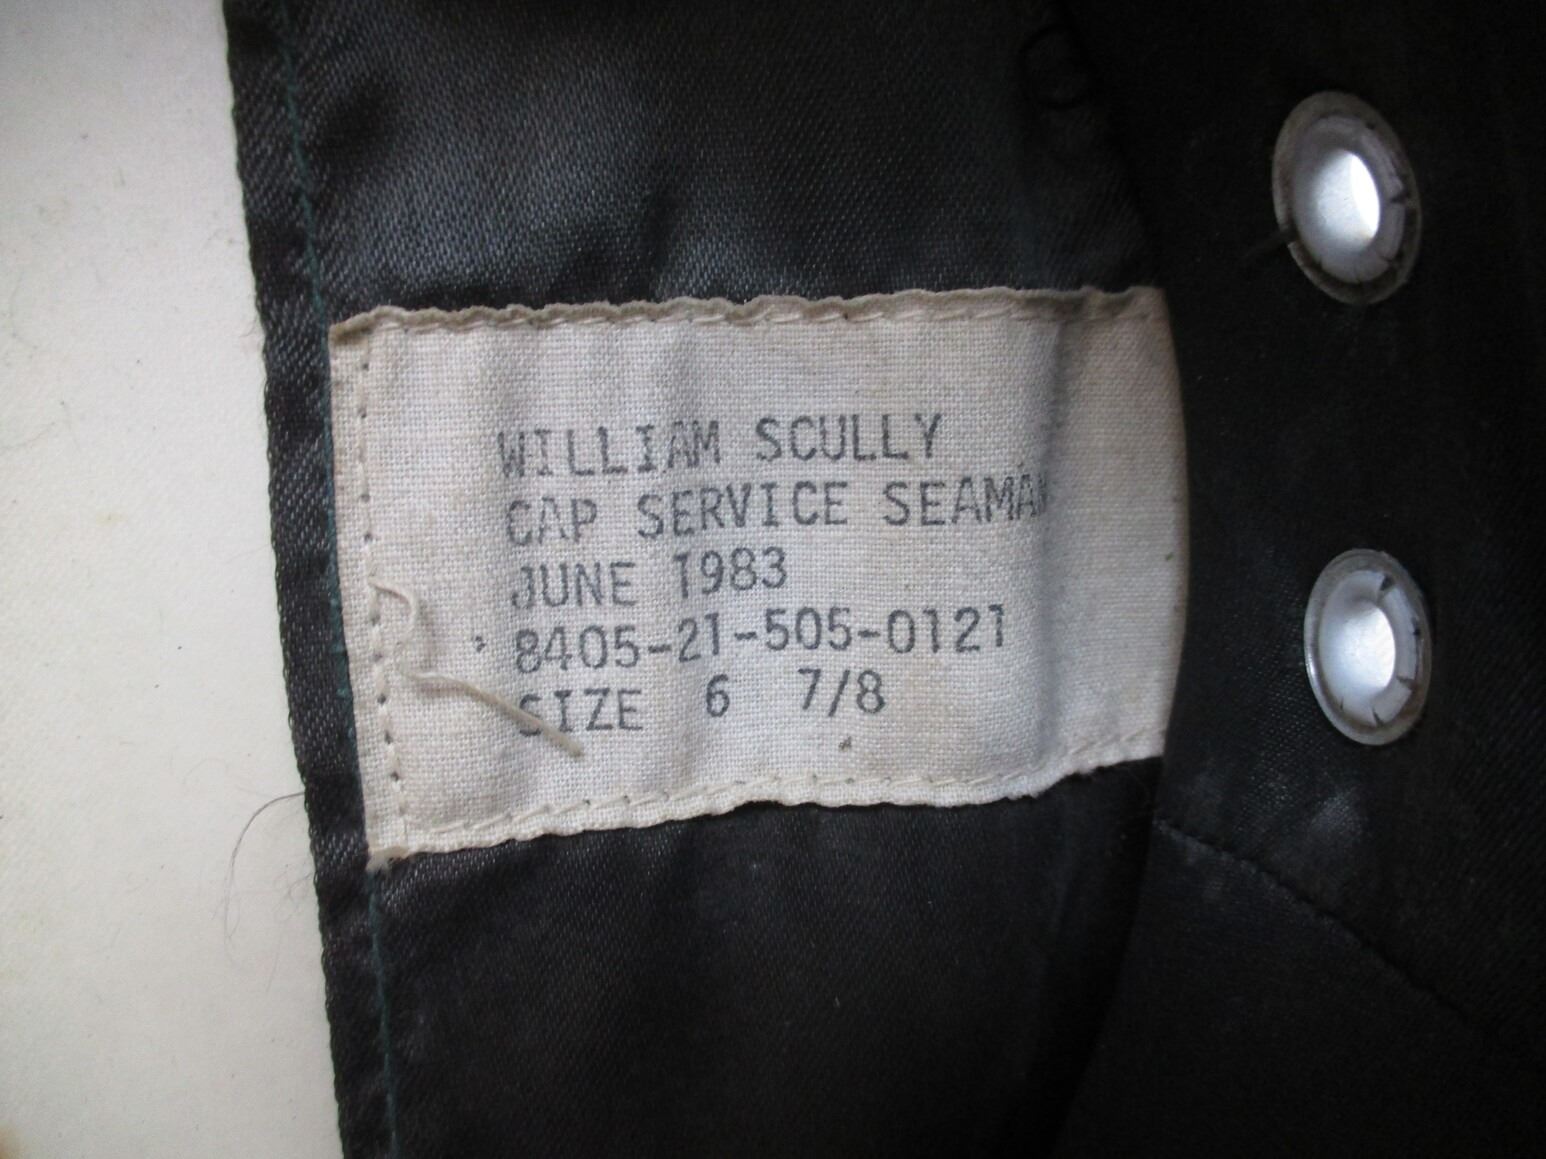 WILLIAM SCULLY
CAP SERVICE SEAMAN
JUNE 1983
8405-21-505-0121
SIZE 6 7/8